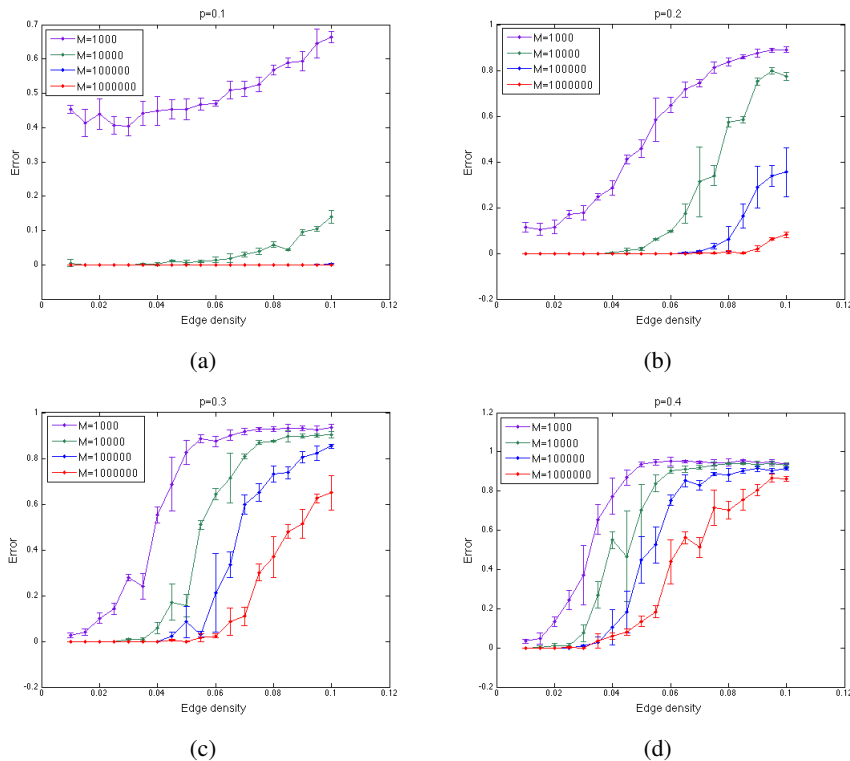 p=0.1
0.7
0.6
0.5
0.4
0.3
0.2
0.1
0
Error
M=1000
M=10000
M=100000
M=1000000
0 0.02 0.04 0.06 0.08 0.1 0.12
Edge density
(a)
p=0.2
1
0.8
0.6
0.4
0.2
0
-0.2
Error
M=1000
M=10000
M=100000
M=1000000
0 0.02 0.04 0.06 0.08 0.1 0.12
Edge density
(b)
p=0.3
1
0.8
0.6
0.4
0.2
0
-0.2
Error
M=1000
M=10000
M=100000
M=1000000
0 0.02 0.04 0.06 0.08 0.1 0.12
Edge density
(c)
p=0.4
1.2
1
0.8
0.6
0.4
0.2
0
-0.2
Error
M=1000
M=10000
M=100000
M=1000000
0 0.02 0.04 0.06 0.08 0.1 0.12
Edge density
(d)